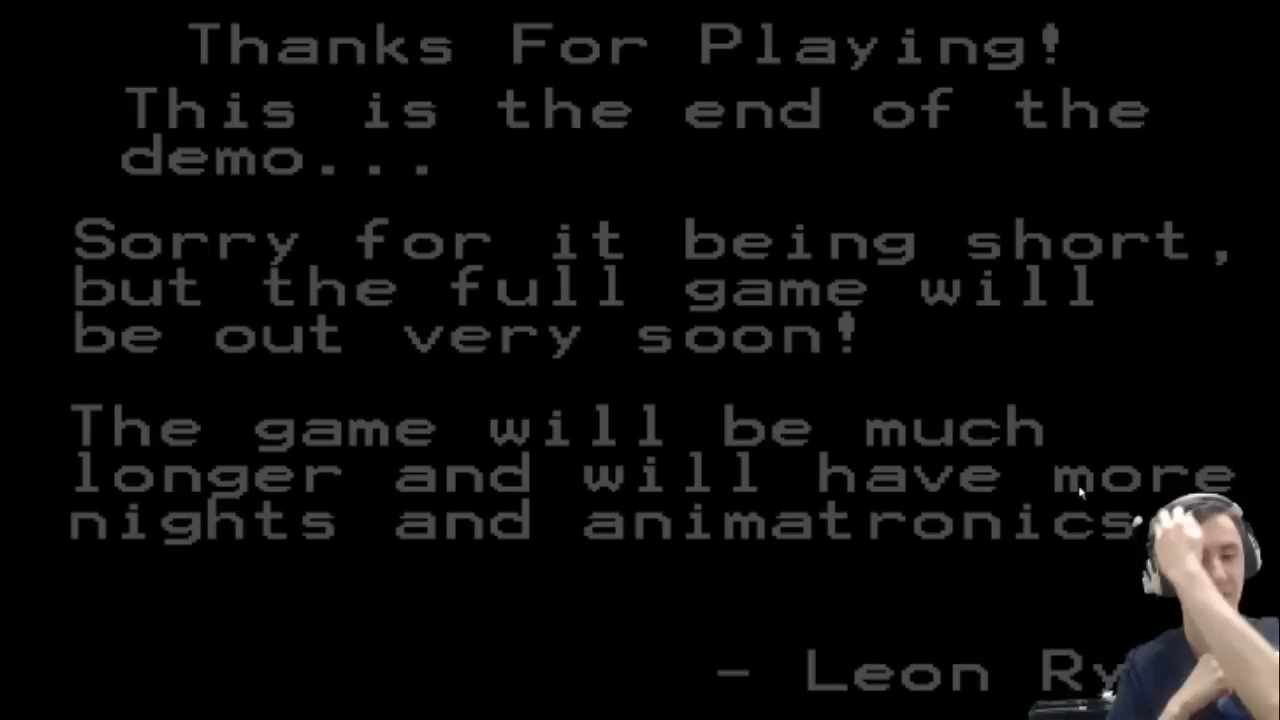 Thanks For Playing!
This is the end of the
demo...
Sorry for it being short,
but the full game will
be out very soon!
The game will be much
longer and will have more
nights and animatronics
- Leon